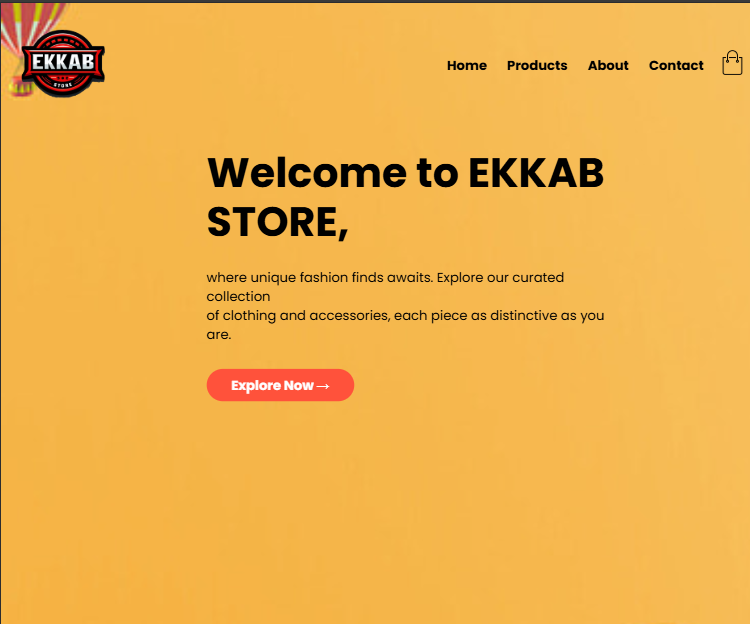 EKKAB
STORE
Home Products About Contact
Welcome to EKKAB
STORE,
where unique fashion finds awaits. Explore our curated
collection
of clothing and accessories, each piece as distinctive as you
are.
Explore Now→